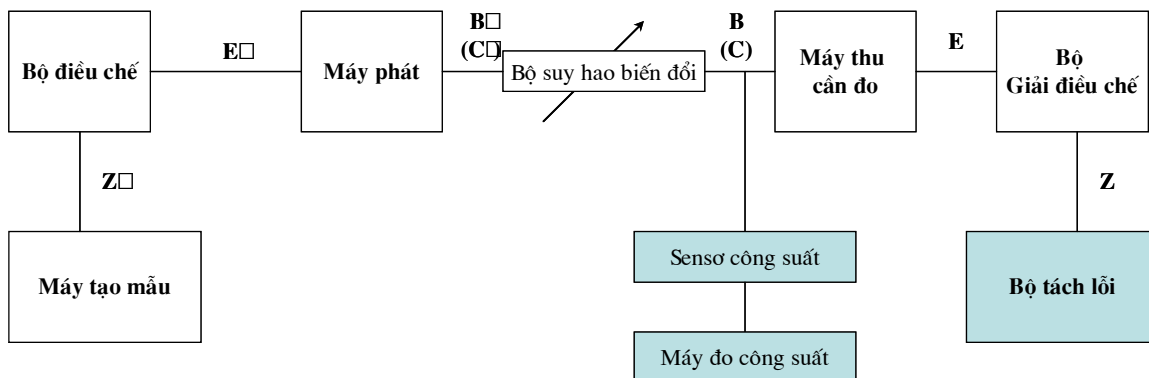 B□
(C□)
B
(C)
E□
E
Bộ điều chế
Máy phát
Bộ suy hao biến đổi
Máy thu
cần đo
Bộ
Giải điều chế
Z□
Z
Máy tạo mẫu
Sensơ công suất
Bộ tách lỗi
Máy đo công suất